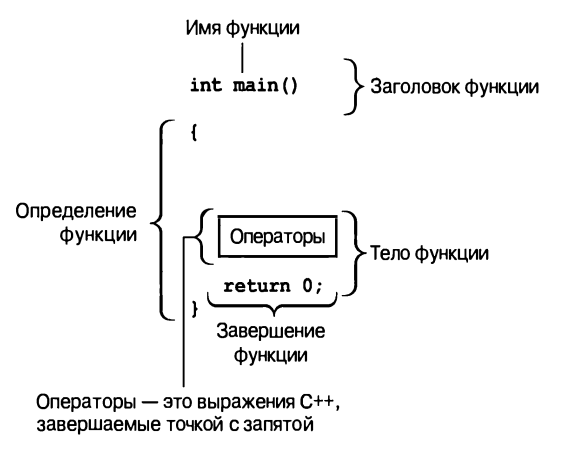 Имя функции
int main()
Заголовок функции
{
Определение
функции
Операторы
Тело функции
return 0;
}
Завершение
функции
Операторы — это выражения C++,
завершаемые точкой с запятой